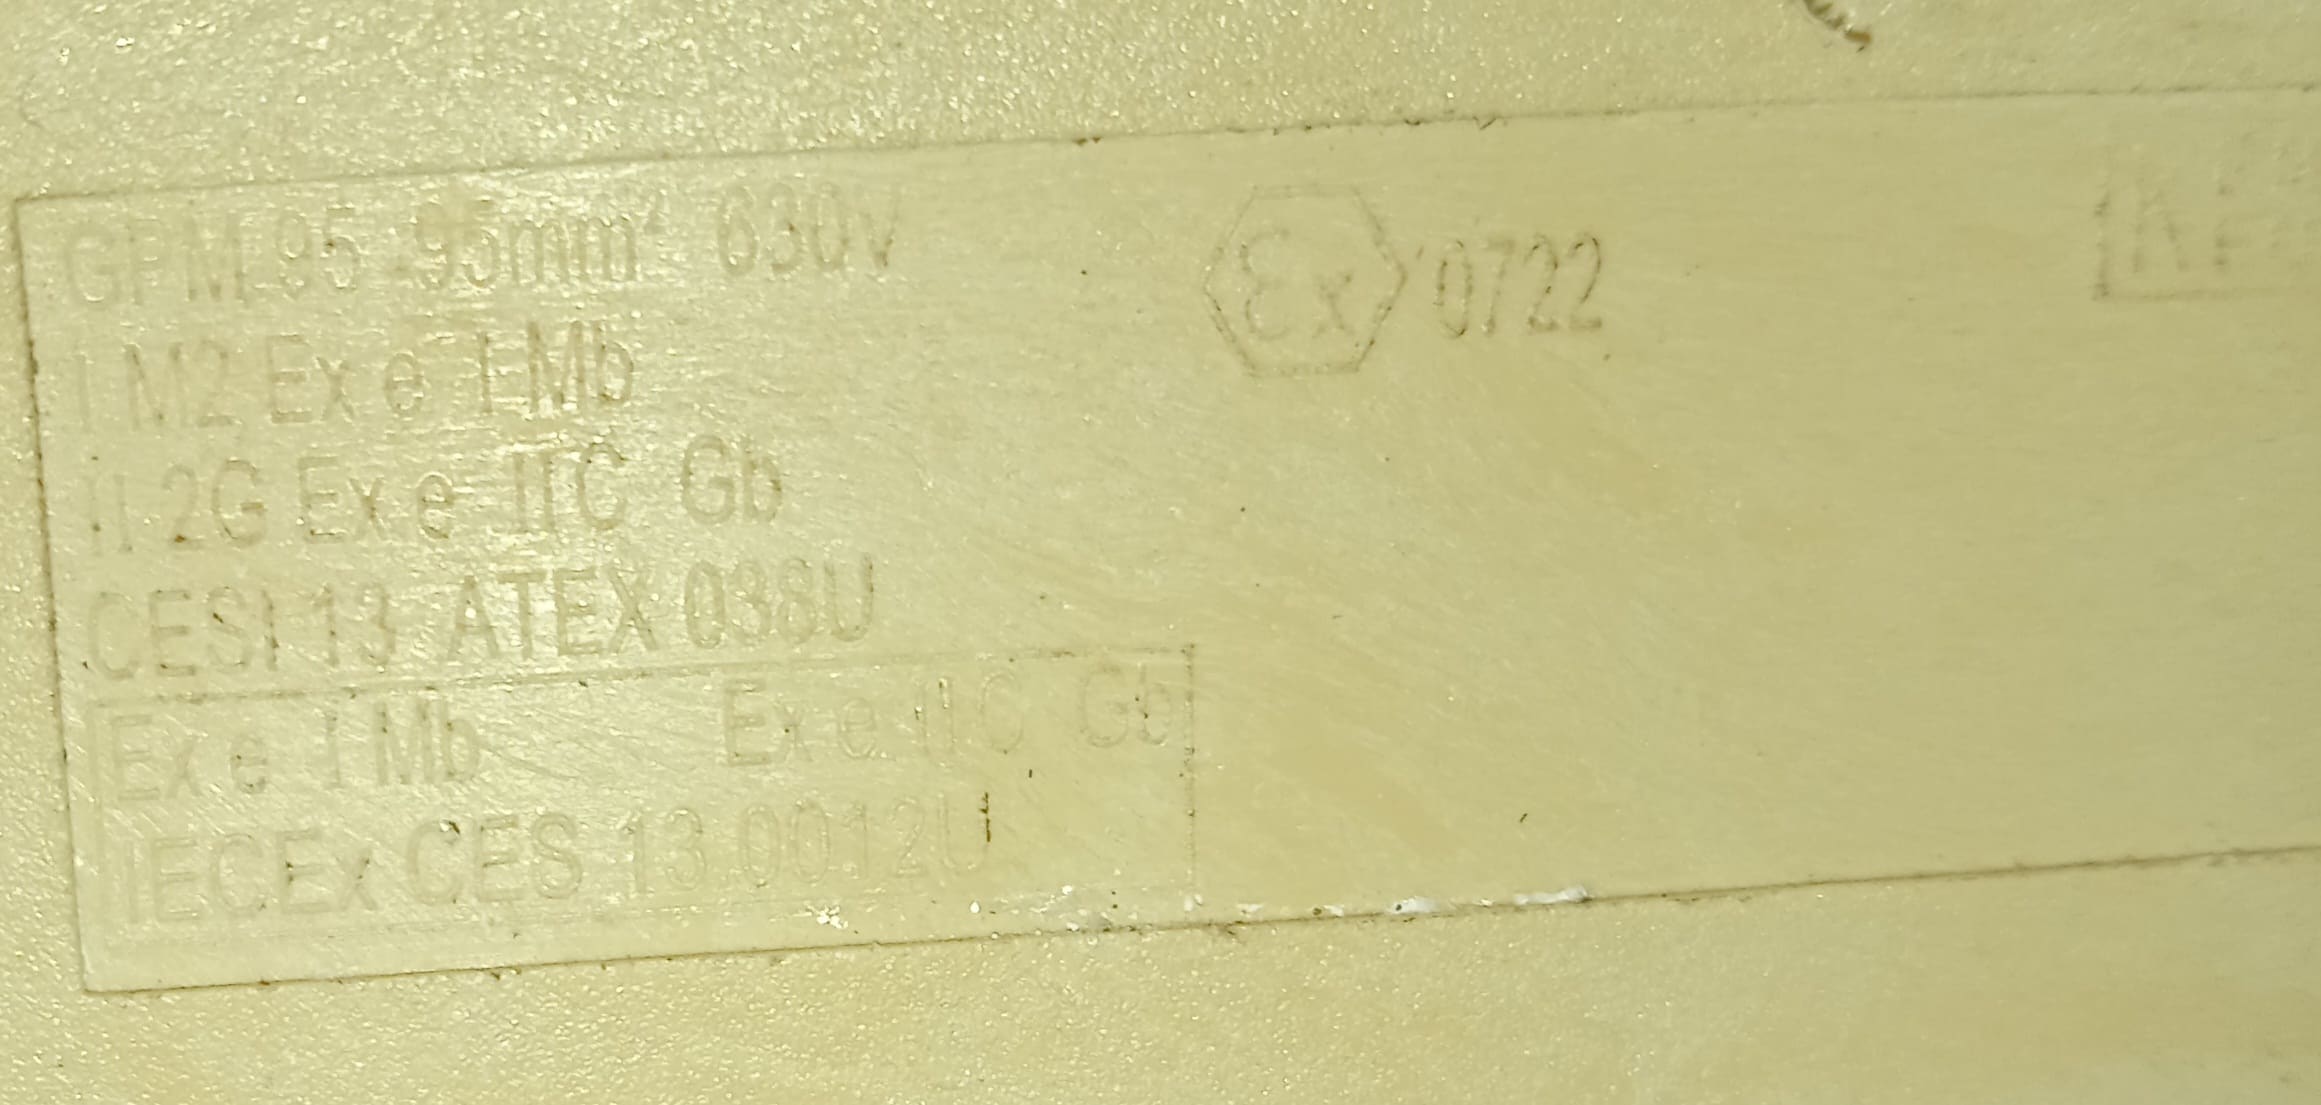 GPM.95 95mm² 630V
I M2 Ex e I Mb
II 2G Ex e IIC Gb
CESI 13 ATEX 038U
Ex e I Mb Ex e IIC Gb
IECEx CES 13.0012U
Ex 0722